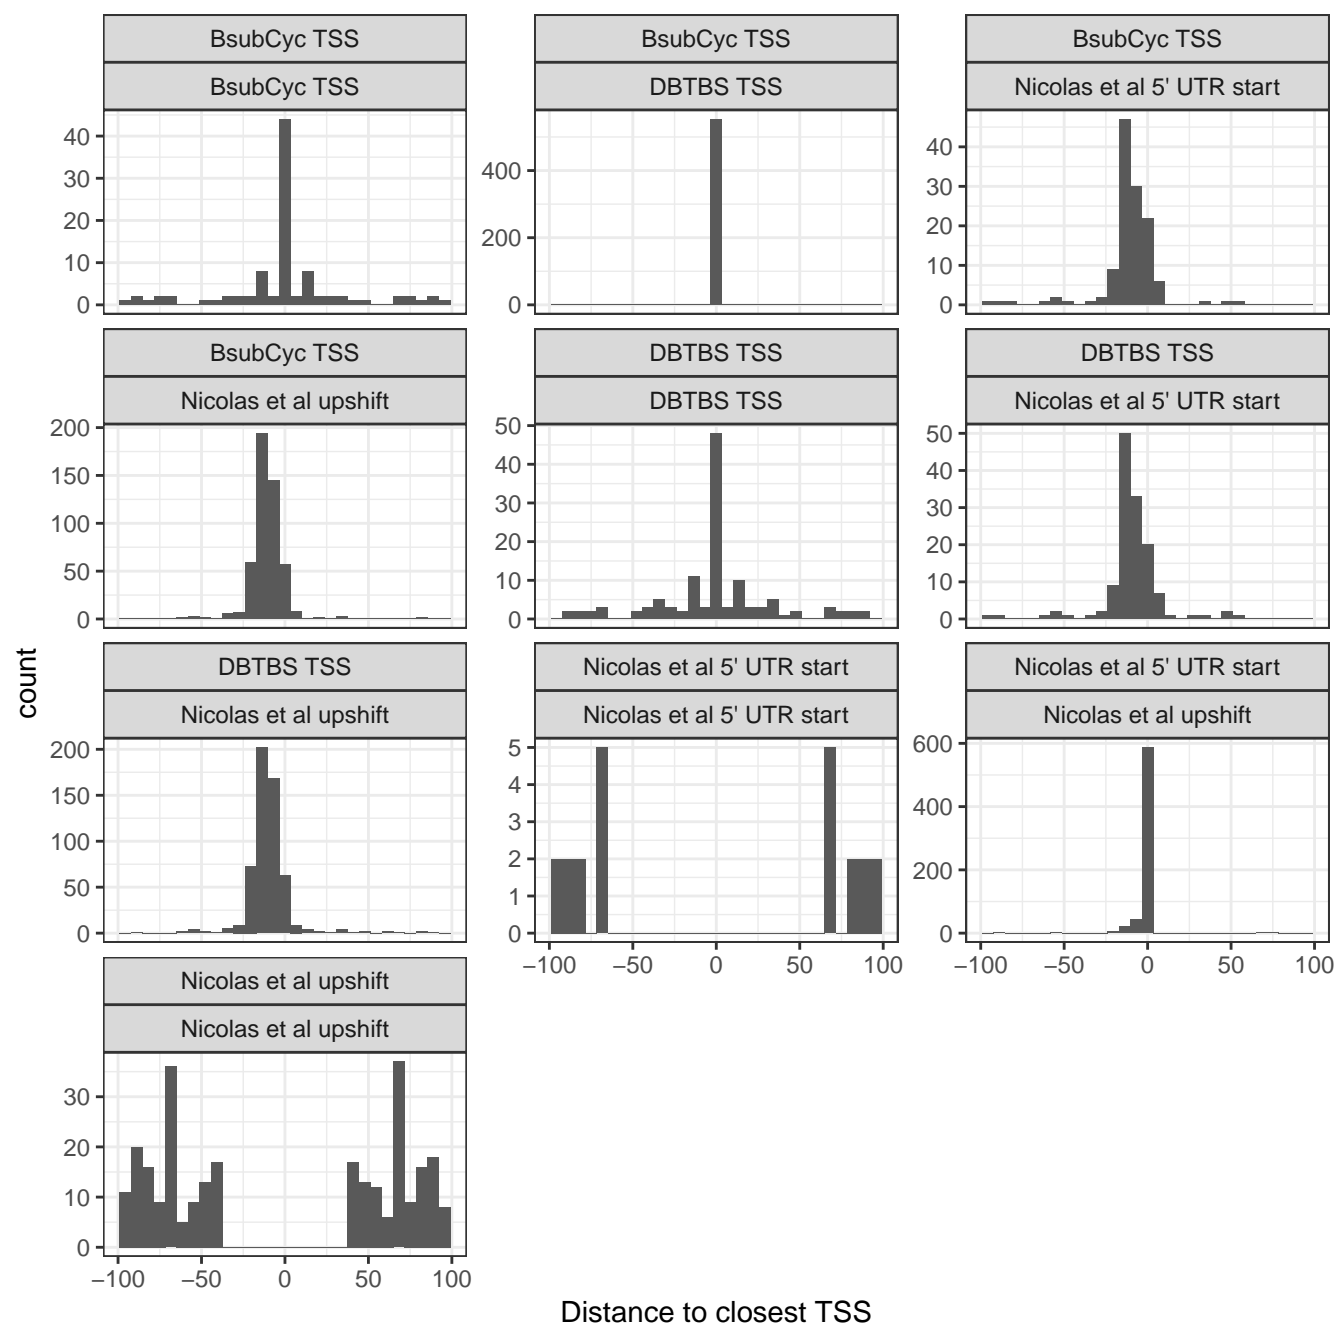 BsubCyc TSS
BsubCyc TSS
40
30
20
10
0
BsubCyc TSS
DBTBS TSS
400
200
0
BsubCyc TSS
Nicolas et al 5' UTR start
40
30
20
10
0
BsubCyc TSS
Nicolas et al upshift
200
150
100
50
0
DBTBS TSS
DBTBS TSS
50
40
30
20
10
0
DBTBS TSS
Nicolas et al 5' UTR start
50
40
30
20
10
0
count
DBTBS TSS
Nicolas et al upshift
200
150
100
50
0
Nicolas et al 5' UTR start
Nicolas et al 5' UTR start
5
4
3
2
1
0
−100 −50 0 50 100
Nicolas et al 5' UTR start
Nicolas et al upshift
600
400
200
0
−100 −50 0 50 100
Nicolas et al upshift
Nicolas et al upshift
30
20
10
0
−100 −50 0 50 100
Distance to closest TSS